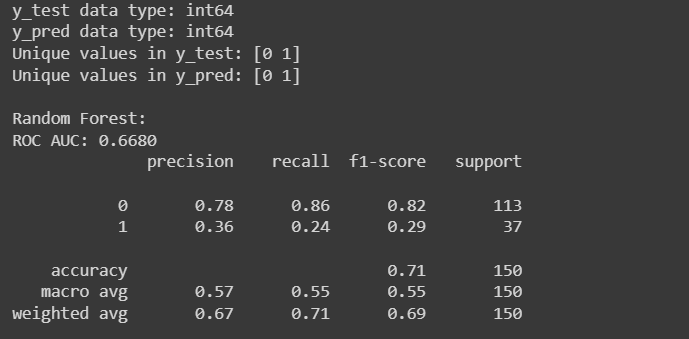 y_test data type: int64
y_pred data type: int64
Unique values in y_test: [0 1]
Unique values in y_pred: [0 1]
Random Forest:
ROC AUC: 0.6680
precision recall f1-score support
0 0.78 0.86 0.82 113
1 0.36 0.24 0.29 37
accuracy 0.71 150
macro avg 0.57 0.55 0.55 150
weighted avg 0.67 0.71 0.69 150